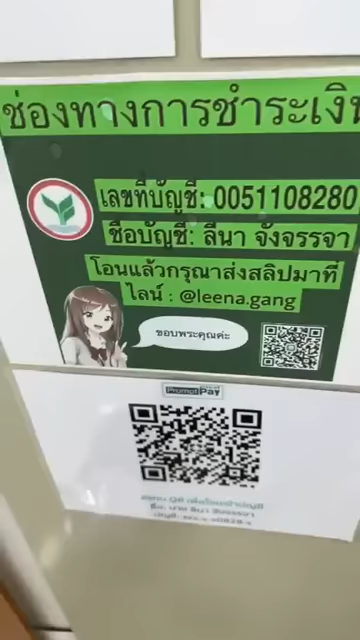 ช่องทางการชำระเงิน
เลขที่บัญชี: 0051108280
ชื่อบัญชี: ลีนา จังจรรจา
โอนแล้วกรุณาส่งสลิปมาที่
ไลน์ : @leena.gang
ขอบพระคุณค่ะ
PromptPay